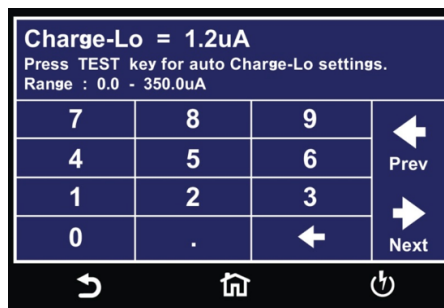 Charge-Lo = 1.2uA
Press TEST key for auto Charge-Lo settings.
Range : 0.0 - 350.0uA
7 8 9
4 5 6
Prev
1 2 3
0 .
Next